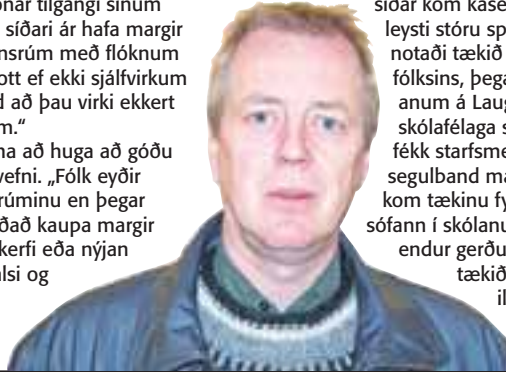 nar tilgangi sínum
síðari ár hafa margir
nsrúm með flóknum
ott ef ekki sjálfvirkum
að þau virki ekkert
m.“
na að huga að góðu
vefni. „Fólk eyðir
rúminu en þegar
ðað kaupa margir
kerfi eða nýjan
lsi og
síðar kom kase
leysti stóru sp
notaði tækið
fólksins, þega
anum á Laug
skólafélaga s
fékk starfsme
segulband ma
kom tækinu fy
sófann í skólanu
endur gerðu
tækið
il